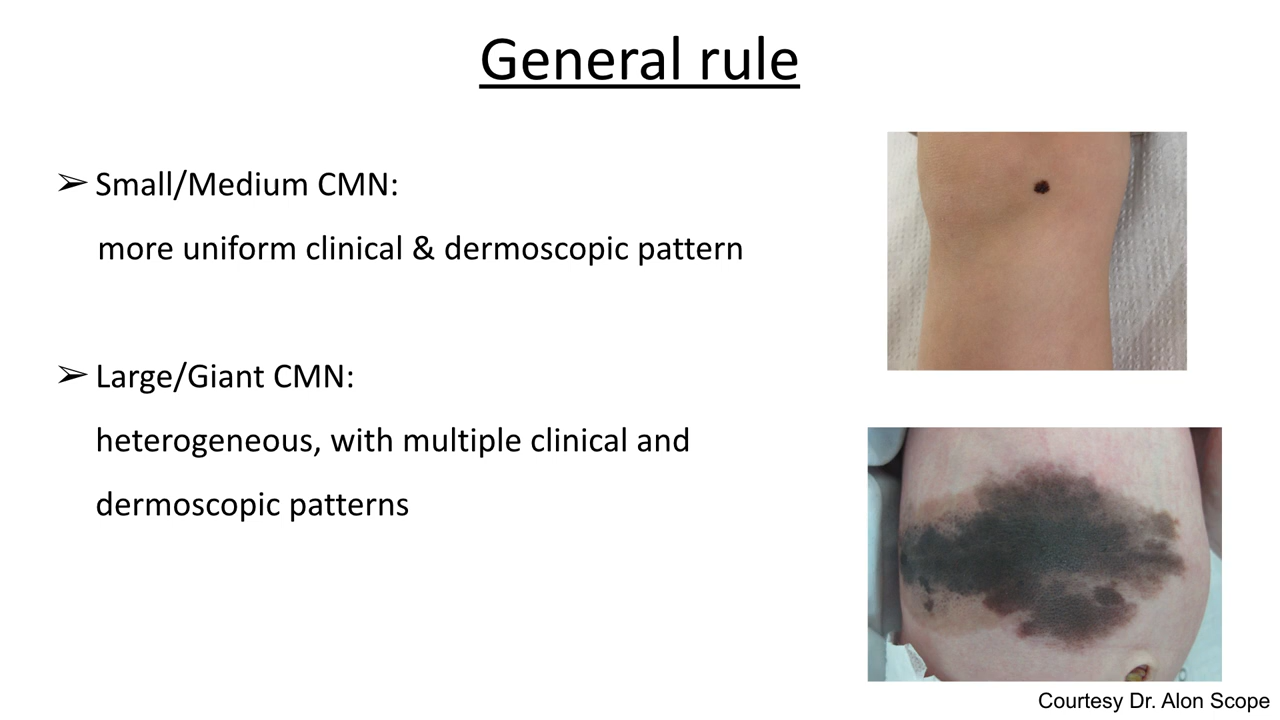 General rule
➢ Small/Medium CMN:
more uniform clinical & dermoscopic pattern
➢ Large/Giant CMN:
heterogeneous, with multiple clinical and
dermoscopic patterns
Courtesy Dr. Alon Scope